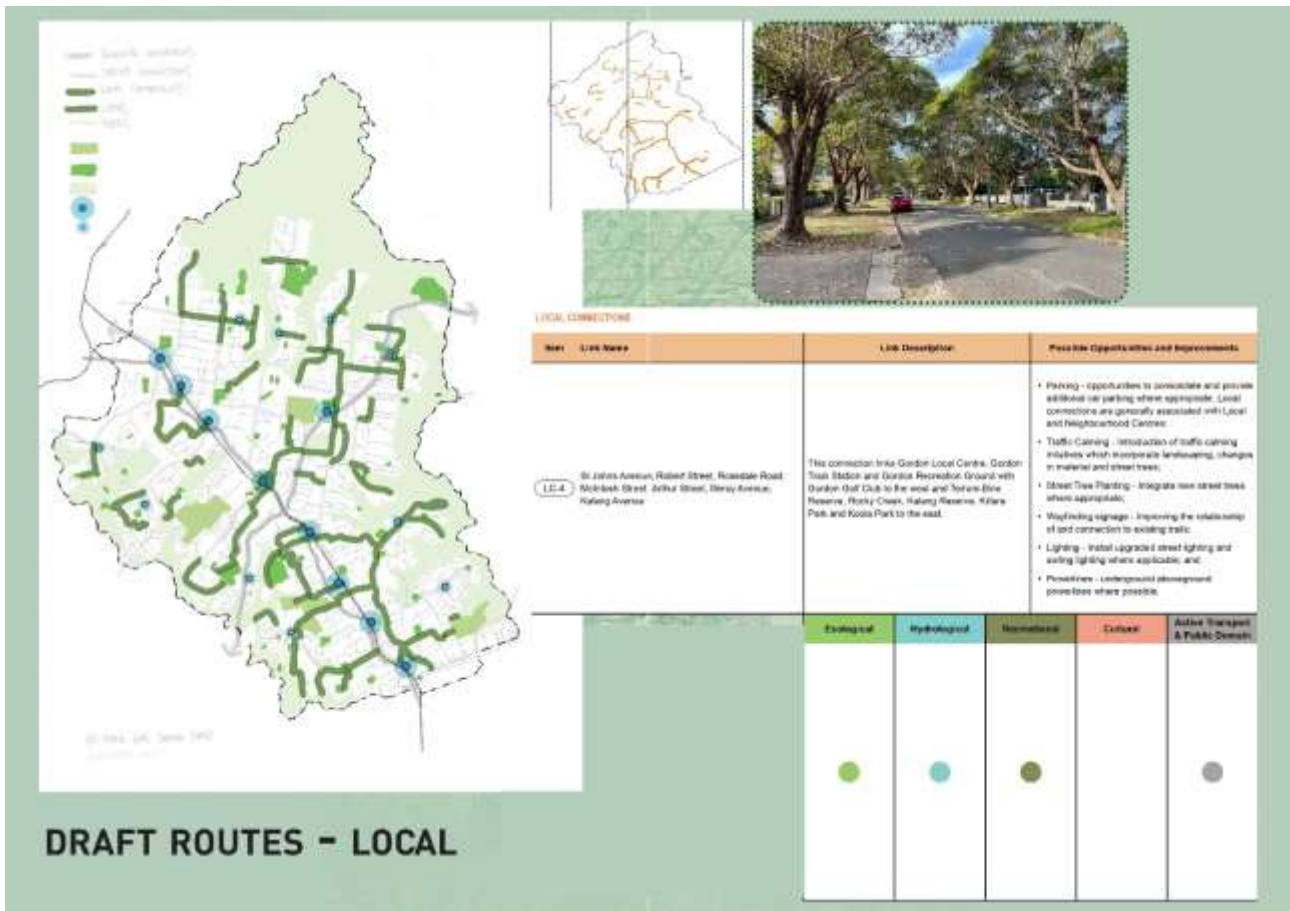 LOCAL CONNECTIONS
Item Link Name Link Description Possible Opportunities and Improvements
LC-4
St Johns Avenue, Robert Street, Rosedale Road,
McIntosh Street, Arthur Street, Avenue,
Kalang Avenue
This connection links Gordon Local Centre, Gordon
Train Station and Gordon Recreation Ground with
Gordon Golf Club to the west and
Reserve, Rocky Creek, Kalang Reserve, Killara
Park and Koola Park to the east.
• Parking - opportunities to consolidate and provide
additional car parking where appropriate. Local
connections are generally associated with Local
and Neighbourhood Centres;
• Traffic Calming - Introduction of traffic calming
initiatives which incorporate landscaping, changes
in material and street trees;
• Street Tree Planting - Integrate new street trees
where appropriate;
• Wayfinding signage - Improving the relationship
of and connection to existing trails;
• Lighting - Install upgraded street lighting and
lighting where applicable; and
• Powerlines - underground aboveground
powerlines where possible.
Ecological Hydrological Recreational Cultural Active Transport
& Public Domain
DRAFT ROUTES - LOCAL